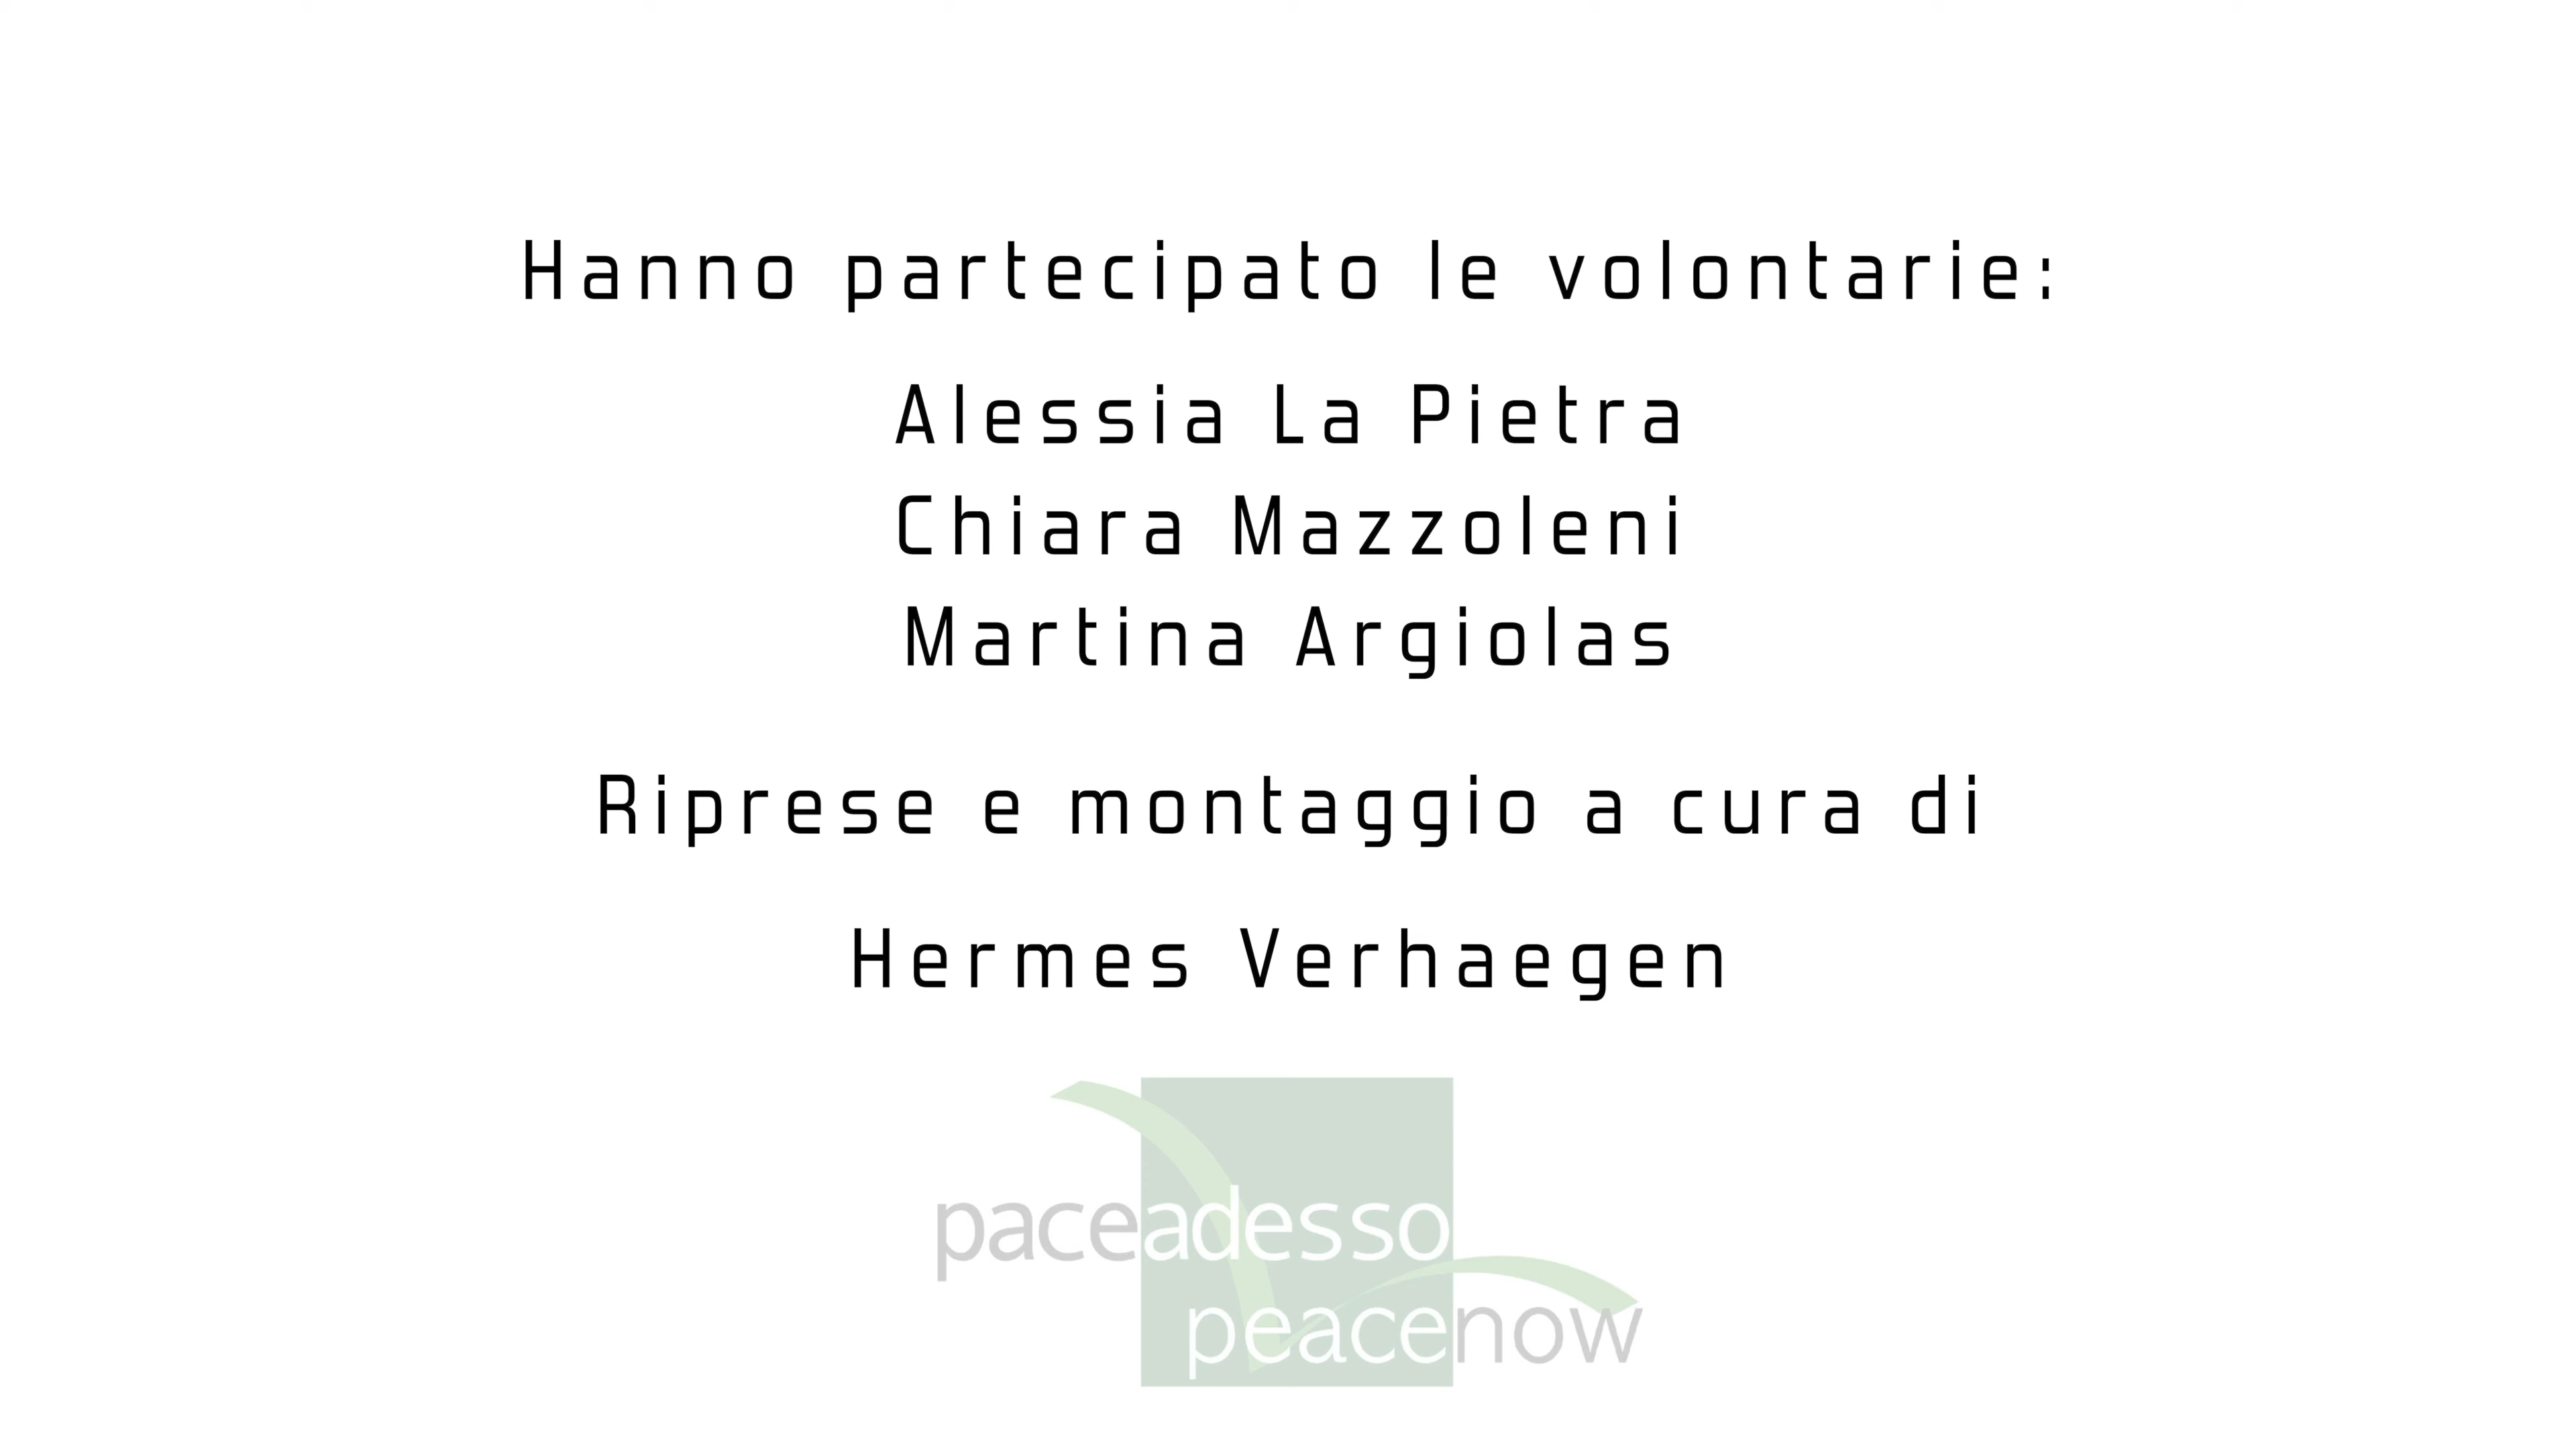 Hanno partecipato le volontarie:
Alessia La Pietra
Chiara Mazzoleni
Martina Argiolas
Riprese e montaggio a cura di
Hermes Verhaegen
paceadesso
peacenow